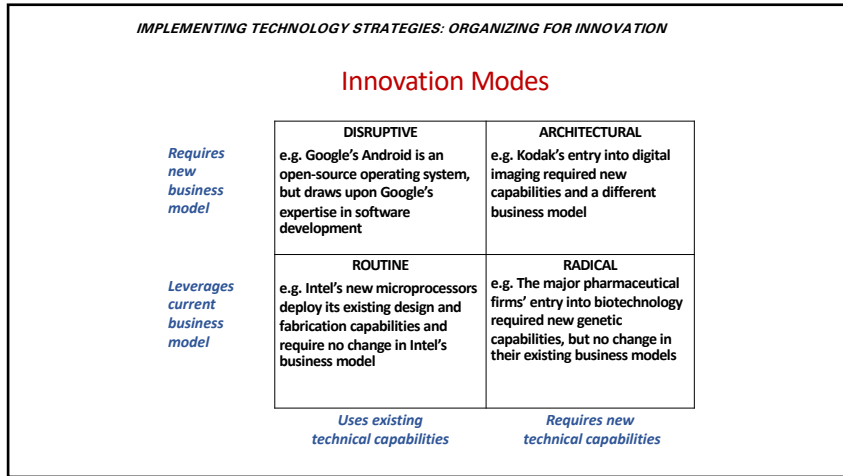 IMPLEMENTING TECHNOLOGY STRATEGIES: ORGANIZING FOR INNOVATION
Innovation Modes
Requires
new
business
model
DISRUPTIVE
e.g. Google's Android is an
open-source operating system,
but draws upon Google's
expertise in software
development
ARCHITECTURAL
e.g. Kodak's entry into digital
imaging required new
capabilities and a different
business model
Leverages
current
business
model
ROUTINE
e.g. Intel's new microprocessors
deploy its existing design and
fabrication capabilities and
require no change in Intel's
business model
RADICAL
e.g. The major pharmaceutical
firms' entry into biotechnology
required new genetic
capabilities, but no change in
their existing business models
Uses existing
technical capabilities
Requires new
technical capabilities